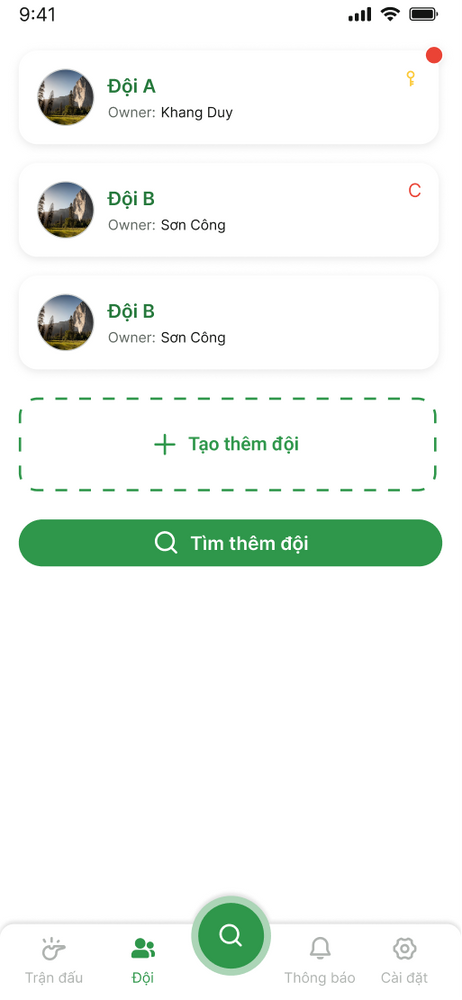 9:41
Đội A
Owner: Khang Duy
Đội B
C
Owner: Sơn Công
Đội B
Owner: Sơn Công
Tạo thêm đội
Tìm thêm đội
Trận đấu
Đội
Thông báo
Cài đặt